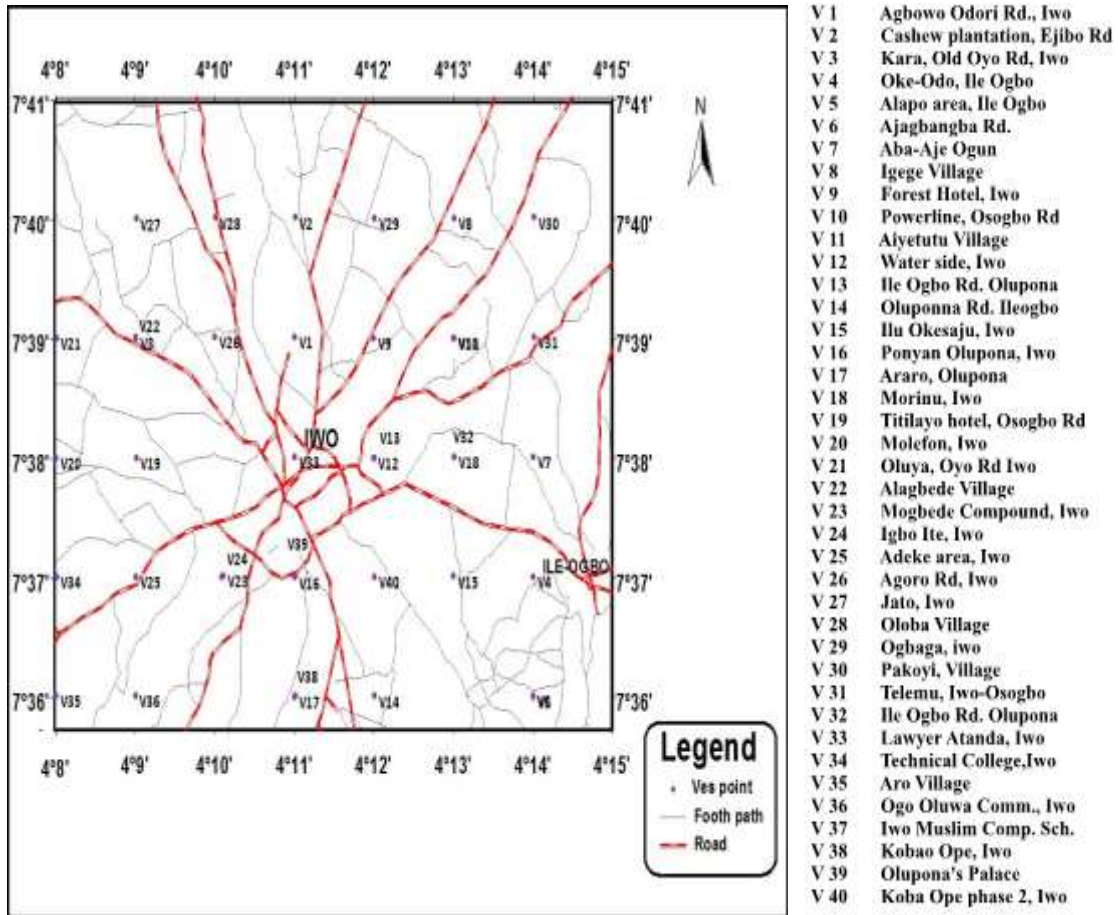 4°8' 4°9' 4°10' 4°11' 4°12' 4°13' 4°14' 4°15'
7°41' 7°41'
N
7°40' V27 V28 V2 V29 V8 V30 7°40'
V22
7°39' V21 V3 V26 V1 V9 V31 7°39'
IWO V13 V32
7°38' V20 V19 V33 V12 V18 V7 7°38'
V24 V39 ILE-OGBO
7°37' V34 V25 V23 V16 V40 V15 V4 7°37'
V38
7°36' V35 V36 V17 V14 7°36'
4°8' 4°9' 4°10' 4°11' 4°12' 4°13' 4°14' 4°15'
Legend
Ves point
Footh path
Road
V 1 Agbowo Odori Rd., Iwo
V 2 Cashew plantation, Ejibo Rd
V 3 Kara, Old Oyo Rd, Iwo
V 4 Oke-Odo, Ile Ogbo
V 5 Alapo area, Ile Ogbo
V 6 Ajagbangba Rd.
V 7 Aba-Aje Ogun
V 8 Igege Village
V 9 Forest Hotel, Iwo
V 10 Powerline, Osogbo Rd
V 11 Aiyetutu Village
V 12 Water side, Iwo
V 13 Ile Ogbo Rd. Olupona
V 14 Oluponna Rd. Ileogbo
V 15 Ilu Okesaju, Iwo
V 16 Ponyan Olupona, Iwo
V 17 Araro, Olupona
V 18 Morinu, Iwo
V 19 Titilayo hotel, Osogbo Rd
V 20 Molefon, Iwo
V 21 Oluya, Oyo Rd Iwo
V 22 Alagbede Village
V 23 Mogbede Compound, Iwo
V 24 Igbo Ite, Iwo
V 25 Adeke area, Iwo
V 26 Agoro Rd, Iwo
V 27 Jato, Iwo
V 28 Oloba Village
V 29 Ogbaga, iwo
V 30 Pakoyi, Village
V 31 Telemu, Iwo-Osogbo
V 32 Ile Ogbo Rd. Olupona
V 33 Lawyer Atanda, Iwo
V 34 Technical College,Iwo
V 35 Aro Village
V 36 Ogo Oluwa Comm., Iwo
V 37 Iwo Muslim Comp. Sch.
V 38 Kobao Ope, Iwo
V 39 Olupona's Palace
V 40 Koba Ope phase 2, Iwo